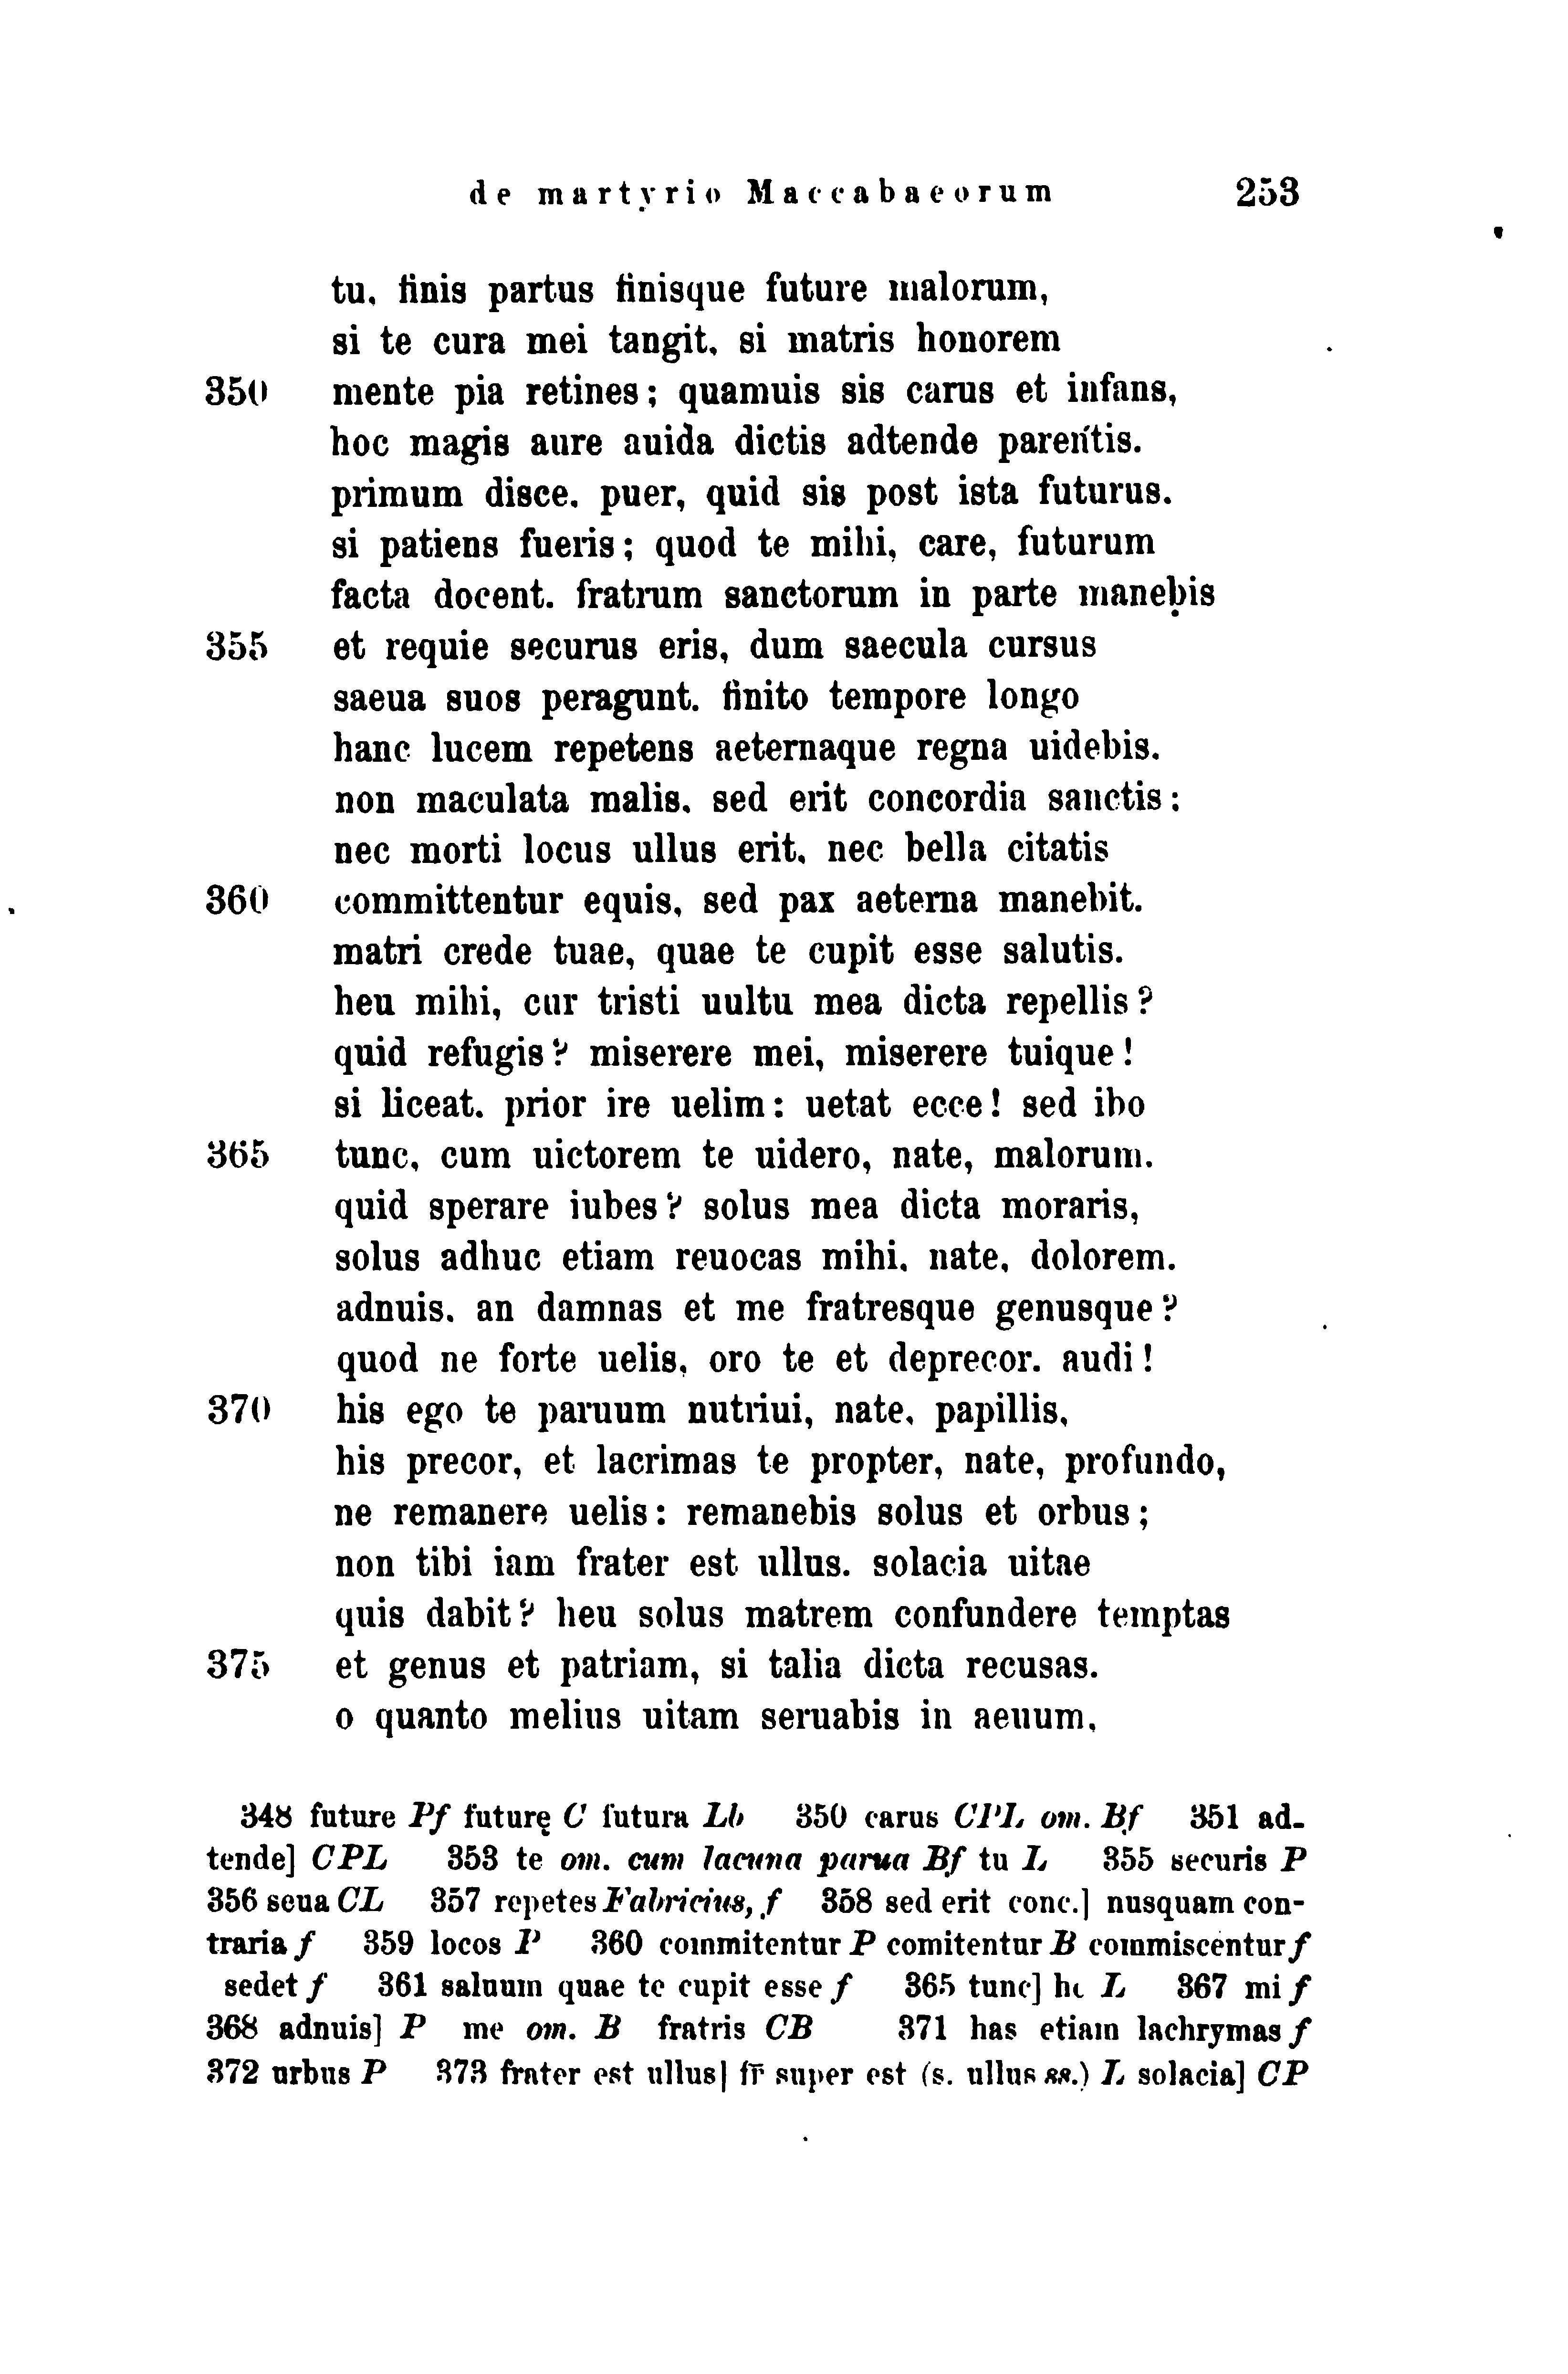 de martyrio Maccabaeorum 253
tu, finis partus finisque future malorum,
si te cura mei tangit, si matris honorem
350 mente pia retines; quamuis sis carus et infans,
hoc magis aure auida dictis adtende parentis.
primum disce, puer, quid sis post ista futurus.
si patiens fueris; quod te mihi, care, futurum
facta docent. fratrum sanctorum in parte manebis
355 et requie securus eris, dum saecula cursus
saeua suos peragunt. finito tempore longo
hanc lucem repetens aeternaque regna uidebis.
non maculata malis, sed erit concordia sanctis:
nec morti locus ullus erit, nec bella citatis
360 committentur equis, sed pax aeterna manebit.
matri crede tuae, quae te cupit esse salutis.
heu mihi, cur tristi uultu mea dicta repellis?
quid refugis? miserere mei, miserere tuique!
si liceat, prior ire uelim: uetat ecce! sed ibo
365 tunc, cum uictorem te uidero, nate, malorum.
quid sperare iubes? solus mea dicta moraris,
solus adhuc etiam reuocas mihi, nate, dolorem.
adnuis, an damnas et me fratresque genusque?
quod ne forte uelis, oro te et deprecor. audi!
370 his ego te paruum nutriui, nate, papillis,
his precor, et lacrimas te propter, nate, profundo,
ne remanere uelis: remanebis solus et orbus;
non tibi iam frater est ullus. solacia uitae
quis dabit? heu solus matrem confundere temptas
375 et genus et patriam, si talia dicta recusas.
o quanto melius uitam seruabis in aeuum,
348 future Pf futurę C futura Lb 350 carus CPL om. Bf 351 ad-
tende] CPL 353 te om. cum lacuna parua Bf tu L 355 securis P
356 seua CL 357 repetes Fabricius, f 358 sed erit conc.] nusquam con-
traria f 359 locos P 360 commitentur P comitentur B commiscentur f
sedet f 361 saluum quae te cupit esse f 365 tunc] L 367 mi f
368 adnuis] P me om. B fratris CB 371 has etiam lachrymas f
372 urbus P 373 frater est ullus] fr̄ super est (s. ullus ss.) L solacia] CP